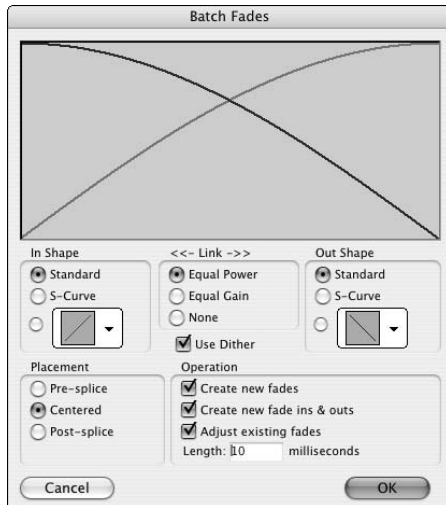 Batch Fades
In Shape
Standard
S-Curve
<<- Link ->>
Equal Power
Equal Gain
None
Use Dither
Out Shape
Standard
S-Curve
Placement
Pre-splice
Centered
Post-splice
Operation
Create new fades
Create new fade ins & outs
Adjust existing fades
Length: 10 milliseconds
Cancel
OK